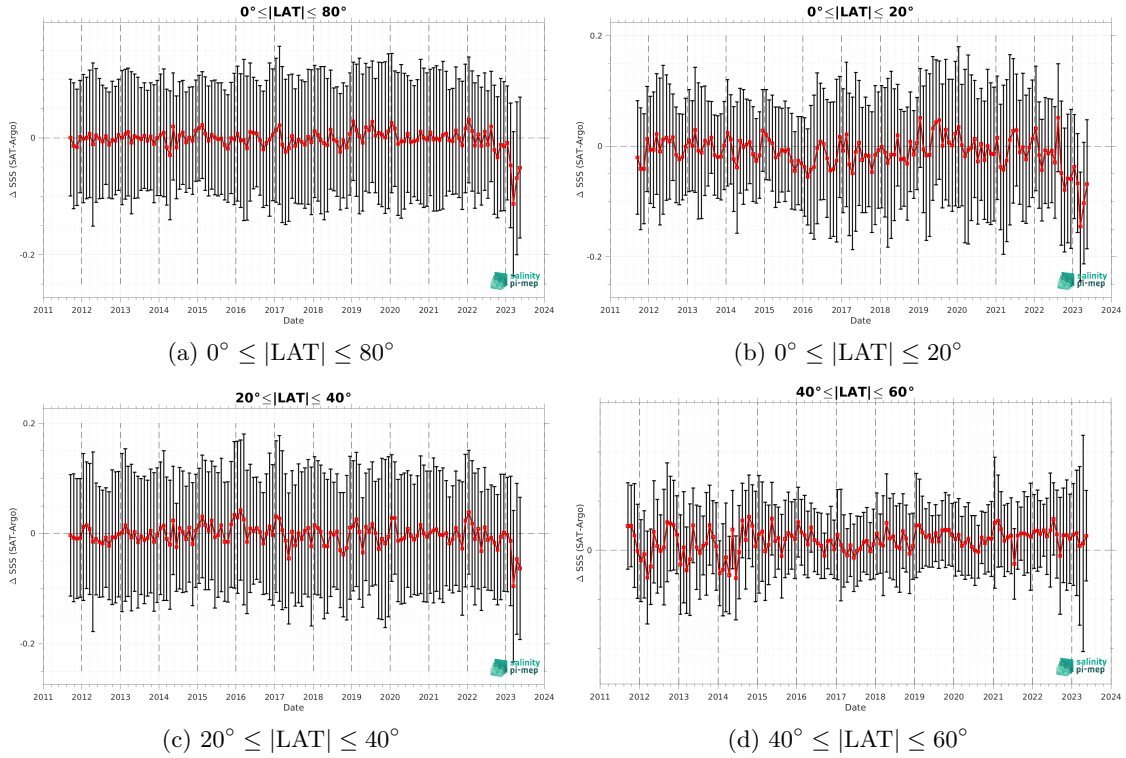 0°≤|LAT|≤ 80°
Δ SSS (SAT-Argo)
0
-0.2
2011 2012 2013 2014 2015 2016 2017 2018 2019 2020 2021 2022 2023 2024
Date
salinity
pi-mep
(a) 0° ≤ |LAT| ≤ 80°
0°≤|LAT|≤ 20°
Δ SSS (SAT-Argo)
0.2
0
-0.2
2011 2012 2013 2014 2015 2016 2017 2018 2019 2020 2021 2022 2023 2024
Date
salinity
pi-mep
(b) 0° ≤ |LAT| ≤ 20°
20°≤|LAT|≤ 40°
Δ SSS (SAT-Argo)
0.2
0
-0.2
2011 2012 2013 2014 2015 2016 2017 2018 2019 2020 2021 2022 2023 2024
Date
salinity
pi-mep
(c) 20° ≤ |LAT| ≤ 40°
40°≤|LAT|≤ 60°
Δ SSS (SAT-Argo)
0
2011 2012 2013 2014 2015 2016 2017 2018 2019 2020 2021 2022 2023 2024
Date
salinity
pi-mep
(d) 40° ≤ |LAT| ≤ 60°